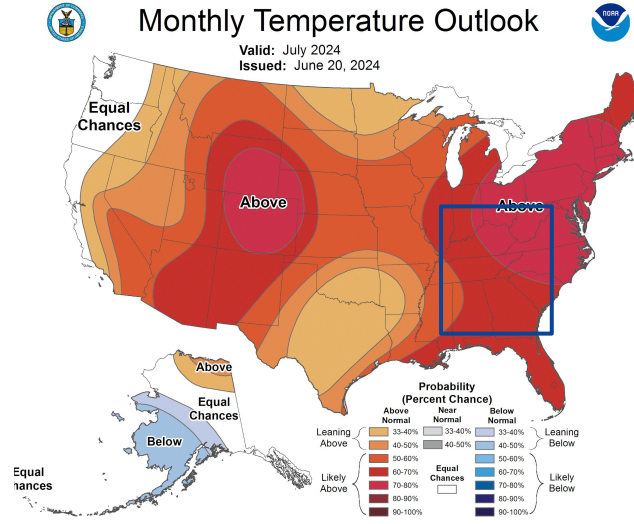 Monthly Temperature Outlook
NOAA
Valid: July 2024
Issued: June 20, 2024
Equal
Chances
Above
Above
Above
Equal
Chances
Below
Equal
hances
Probability
(Percent Chance)
Above
Normal
Near
Normal
Below
Normal
Leaning
Above
33-40%
40-50%
33-40%
40-50%
33-40%
40-50%
Leaning
Below
Likely
Above
50-60%
60-70%
70-80%
80-90%
90-100%
Equal
Chances
50-60%
60-70%
70-80%
80-90%
90-100%
Likely
Below